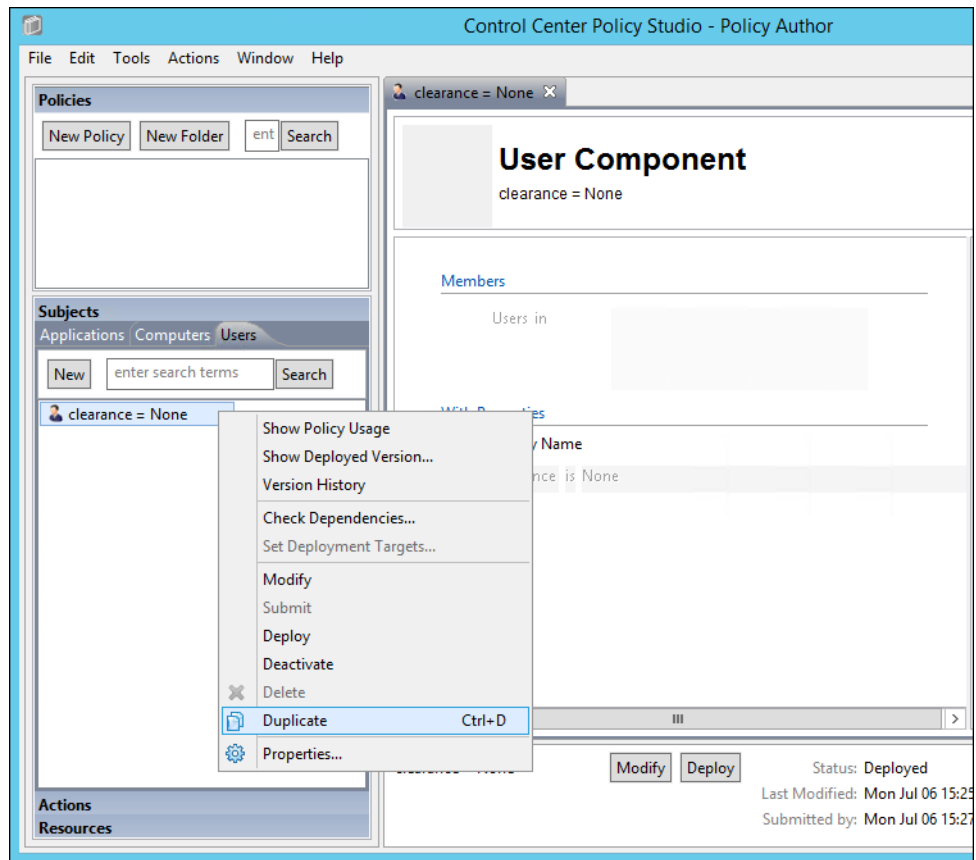 Control Center Policy Studio - Policy Author
File Edit Tools Actions Window Help
Policies
New Policy New Folder ent Search
Subjects
Applications Computers Users
New enter search terms Search
clearance = None
Show Policy Usage
Show Deployed Version...
Version History
Check Dependencies...
Set Deployment Targets...
Modify
Submit
Deploy
Deactivate
Delete
Duplicate Ctrl+D
Properties...
Actions
Resources
clearance = None
User Component
clearance = None
Members
Users in
Name
is None
Modify Deploy
Status: Deployed
Last Modified: Mon Jul 06 15:25
Submitted by: Mon Jul 06 15:27